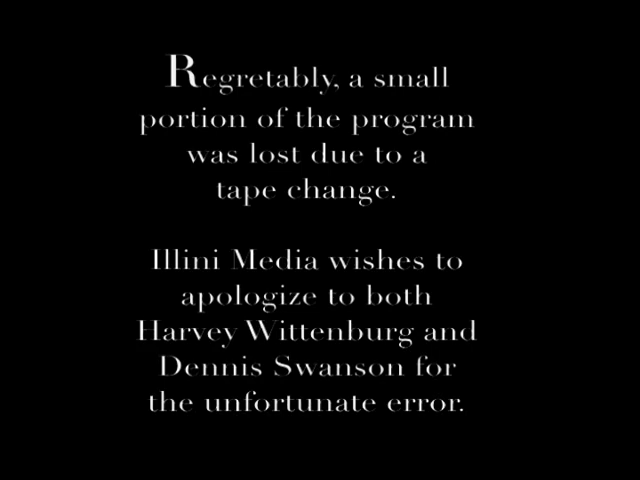 Regretably, a small
portion of the program
was lost due to a
tape change.
Illini Media wishes to
apologize to both
Harvey Wittenburg and
Dennis Swanson for
the unfortunate error.